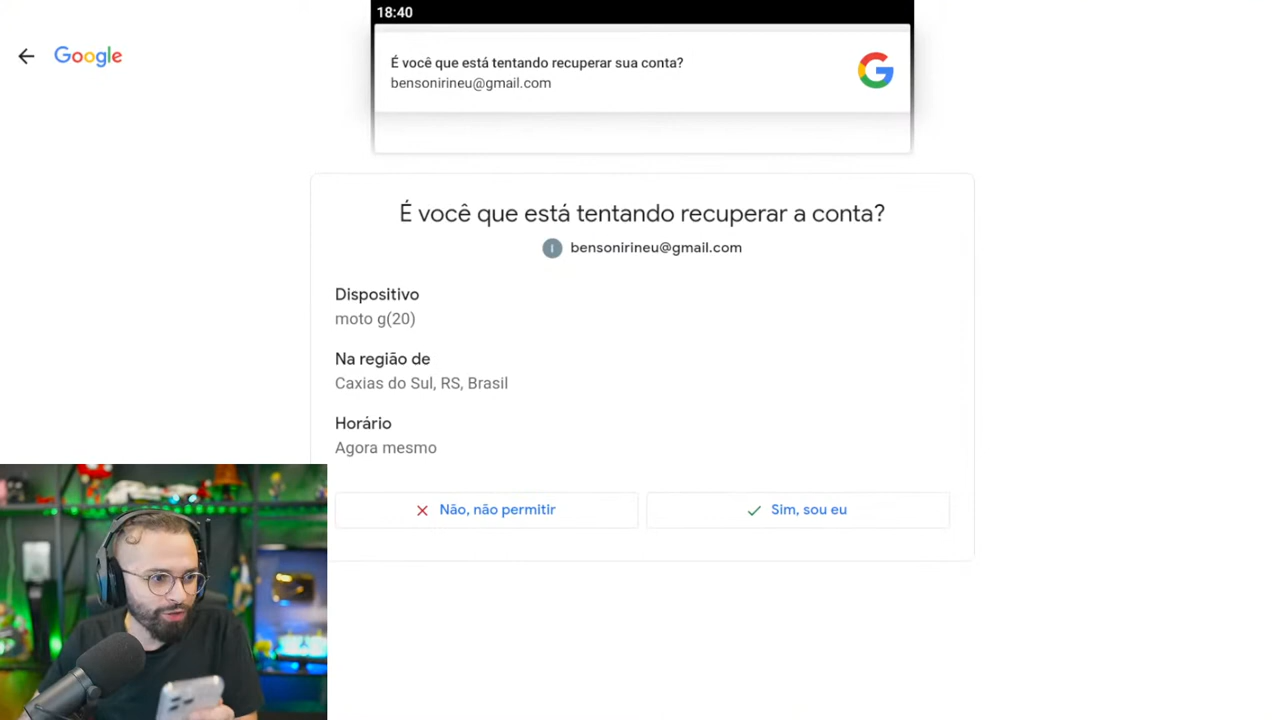 18:40
Google
É você que está tentando recuperar sua conta?
bensonirineu@gmail.com
G
É você que está tentando recuperar a conta?
I bensonirineu@gmail.com
Dispositivo
moto g(20)
Na região de
Caxias do Sul, RS, Brasil
Horário
Agora mesmo
Não, não permitir
Sim, sou eu